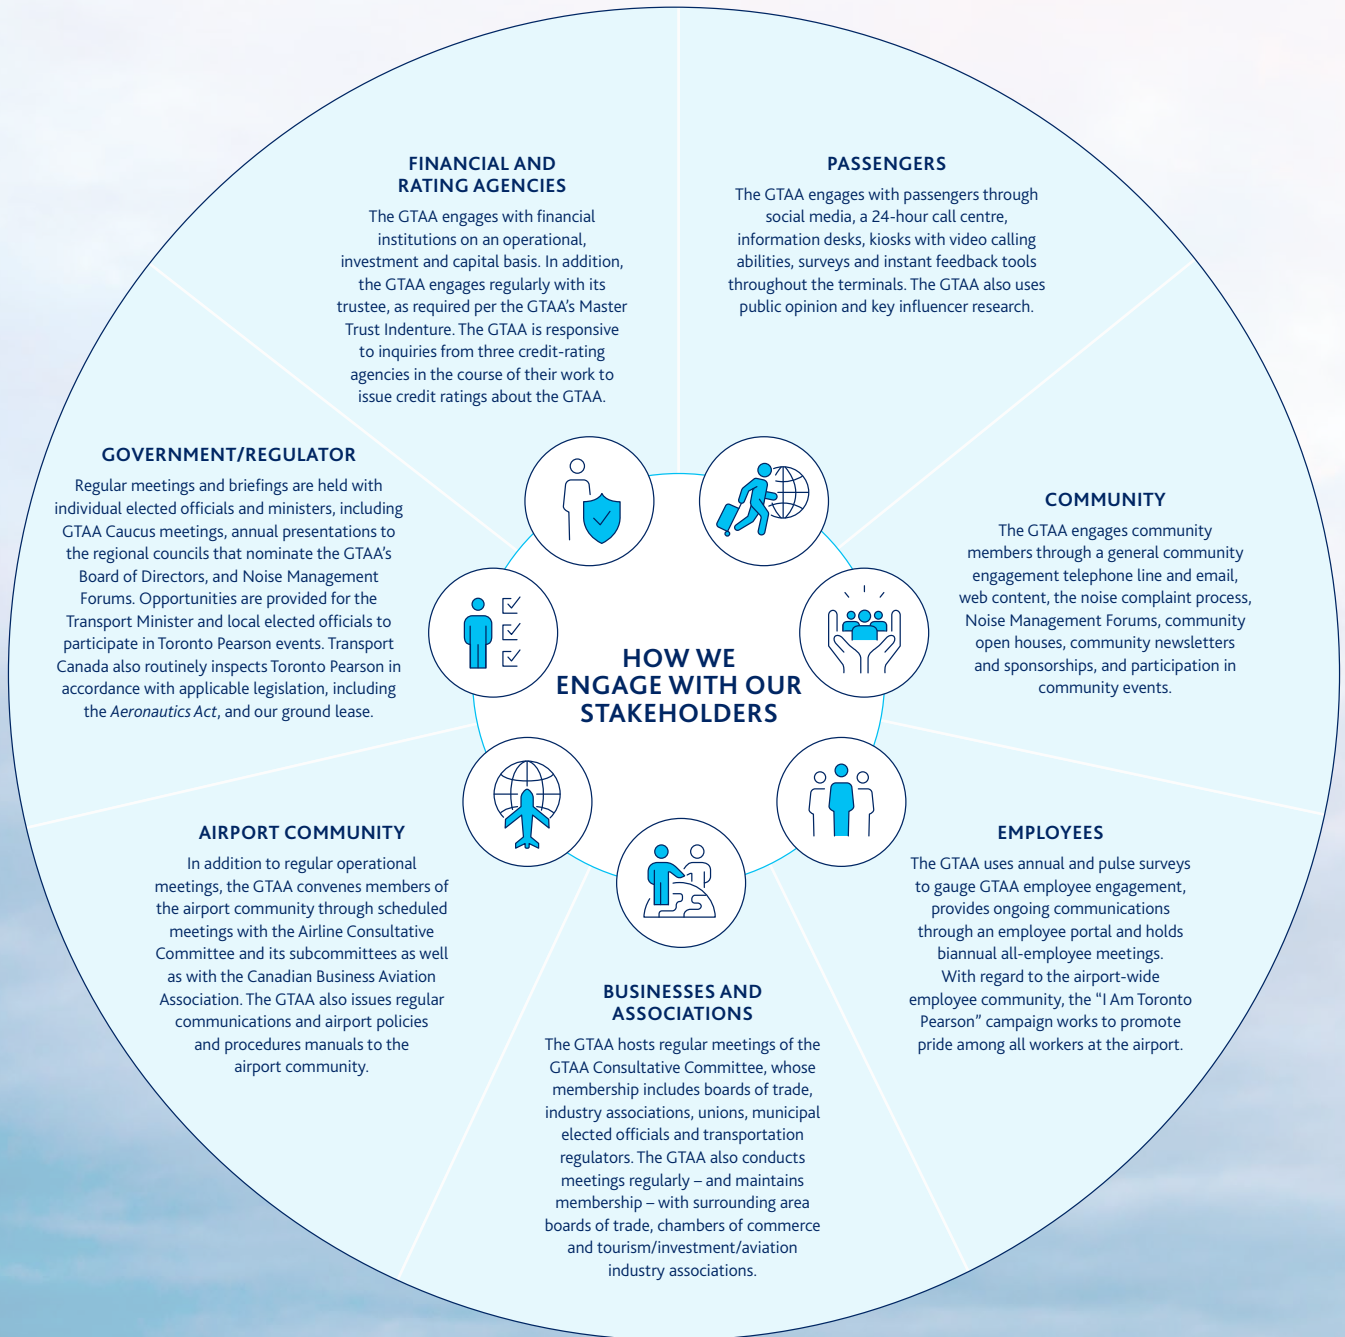 FINANCIAL AND
RATING AGENCIES
The GTAA engages with financial
institutions on an operational,
investment and capital basis. In addition,
the GTAA engages regularly with its
trustee, as required per the GTAA’s Master
Trust Indenture. The GTAA is responsive
to inquiries from three credit-rating
agencies in the course of their work to
issue credit ratings about the GTAA.
PASSENGERS
The GTAA engages with passengers through
social media, a 24-hour call centre,
information desks, kiosks with video calling
abilities, surveys and instant feedback tools
throughout the terminals. The GTAA also uses
public opinion and key influencer research.
GOVERNMENT/REGULATOR
Regular meetings and briefings are held with
individual elected officials and ministers, including
GTAA Caucus meetings, annual presentations to
the regional councils that nominate the GTAA’s
Board of Directors, and Noise Management
Forums. Opportunities are provided for the
Transport Minister and local elected officials to
participate in Toronto Pearson events. Transport
Canada also routinely inspects Toronto Pearson in
accordance with applicable legislation, including
the Aeronautics Act, and our ground lease.
COMMUNITY
The GTAA engages community
members through a general community
engagement telephone line and email,
web content, the noise complaint process,
Noise Management Forums, community
open houses, community newsletters
and sponsorships, and participation in
community events.
HOW WE
ENGAGE WITH OUR
STAKEHOLDERS
AIRPORT COMMUNITY
In addition to regular operational
meetings, the GTAA convenes members of
the airport community through scheduled
meetings with the Airline Consultative
Committee and its subcommittees as well
as with the Canadian Business Aviation
Association. The GTAA also issues regular
communications and airport policies
and procedures manuals to the
airport community.
EMPLOYEES
The GTAA uses annual and pulse surveys
to gauge GTAA employee engagement,
provides ongoing communications
through an employee portal and holds
biannual all-employee meetings.
With regard to the airport-wide
employee community, the “I Am Toronto
Pearson” campaign works to promote
pride among all workers at the airport.
BUSINESSES AND
ASSOCIATIONS
The GTAA hosts regular meetings of the
GTAA Consultative Committee, whose
membership includes boards of trade,
industry associations, unions, municipal
elected officials and transportation
regulators. The GTAA also conducts
meetings regularly – and maintains
membership – with surrounding area
boards of trade, chambers of commerce
and tourism/investment/aviation
industry associations.